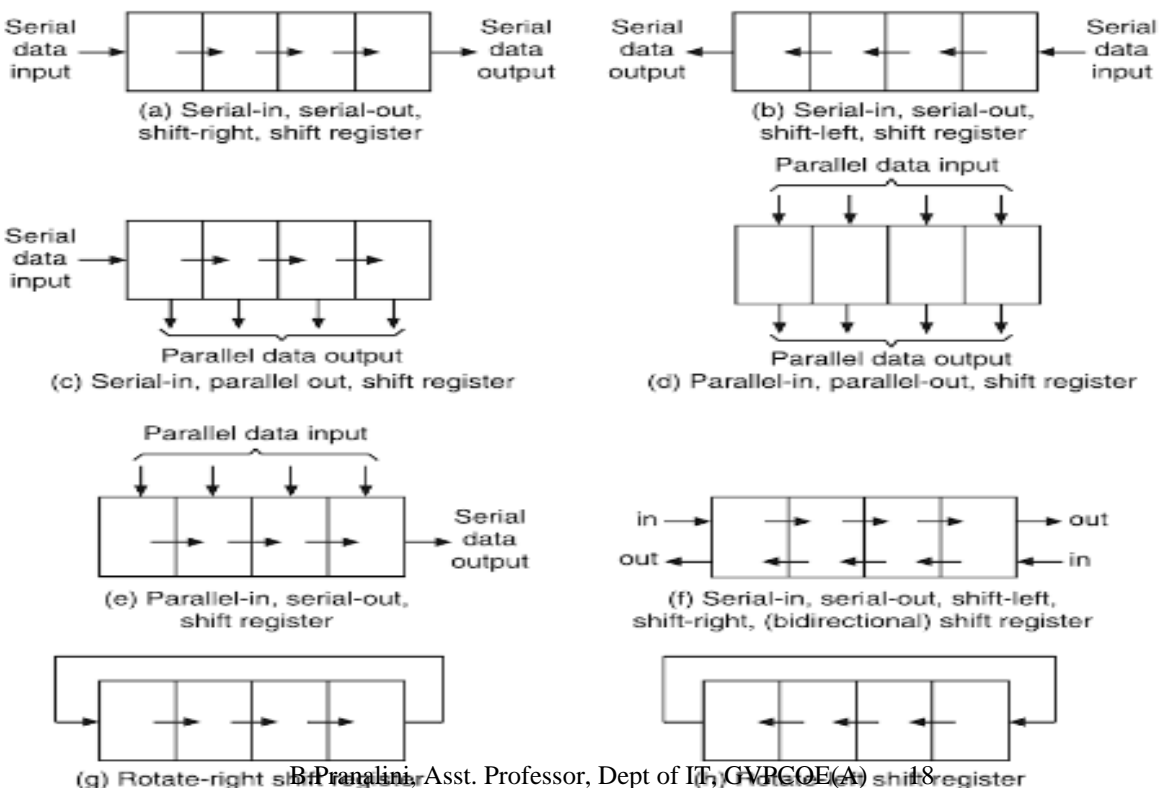 Serial
data
input
Serial
data
output
(a) Serial-in, serial-out,
shift-right, shift register
Serial
data
output
Serial
data
input
(b) Serial-in, serial-out,
shift-left, shift register
Serial
data
input
Parallel data output
(c) Serial-in, parallel out, shift register
Parallel data input
Parallel data output
(d) Parallel-in, parallel-out, shift register
Parallel data input
Serial
data
output
(e) Parallel-in, serial-out,
shift register
in
out
out
in
(f) Serial-in, serial-out, shift-left,
shift-right, (bidirectional) shift register
(g) Rotate-right shift register
(h) Rotate-left shift register
B.Pranalini, Asst. Professor, Dept of IT, GVPCOE(A) 18